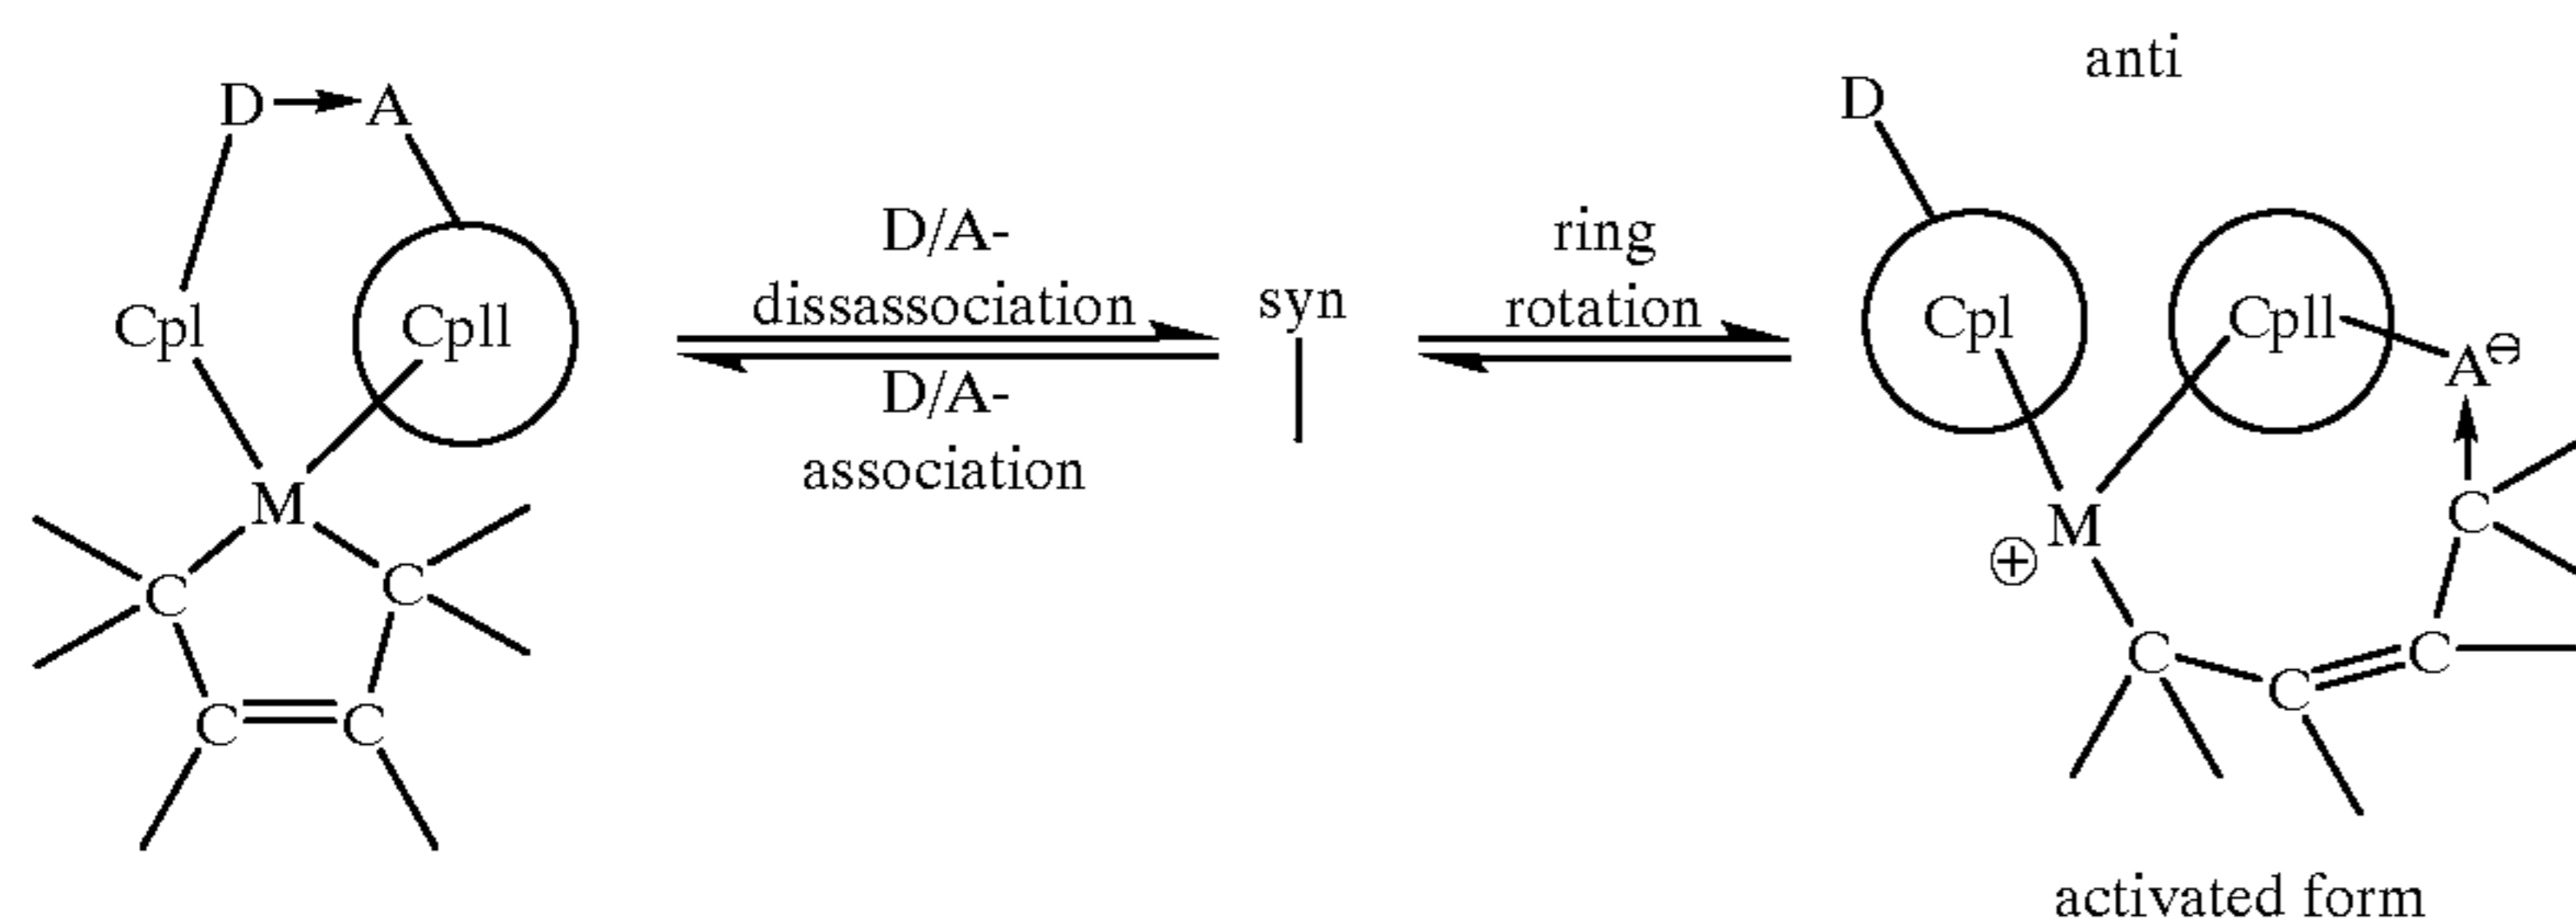 D A
CpI CpII
M
C C
C C
D/A-
dissassociation
D/A-
association
syn
ring
rotation
anti
D
CpI CpII
A⊖
M
⊕
C
C
C
C
activated form